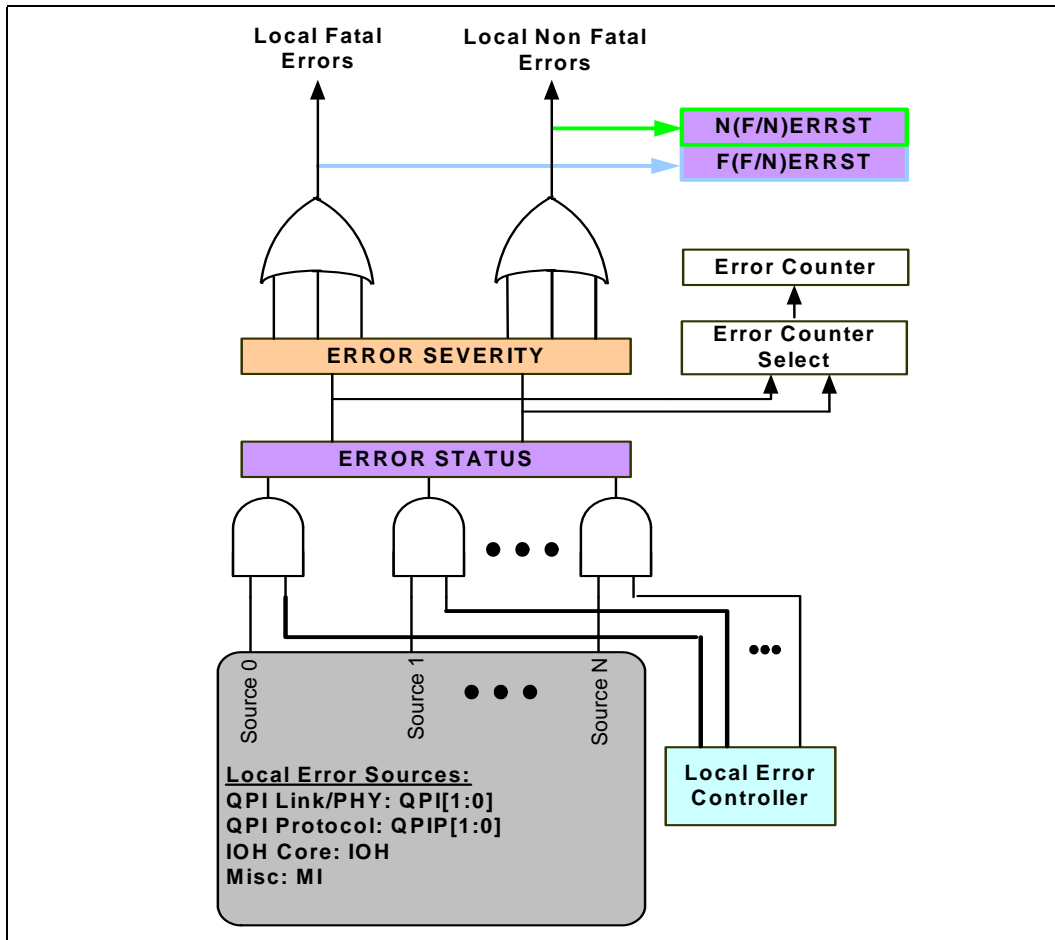 Local Fatal
Errors
Local Non Fatal
Errors
N(F/N)ERRST
F(F/N)ERRST
Error Counter
Error Counter
Select
ERROR SEVERITY
ERROR STATUS
Source 0
Source 1
Source N
Local Error Sources:
QPI Link/PHY: QPI[1:0]
QPI Protocol: QPIP[1:0]
IOH Core: IOH
Misc: MI
Local Error
Controller